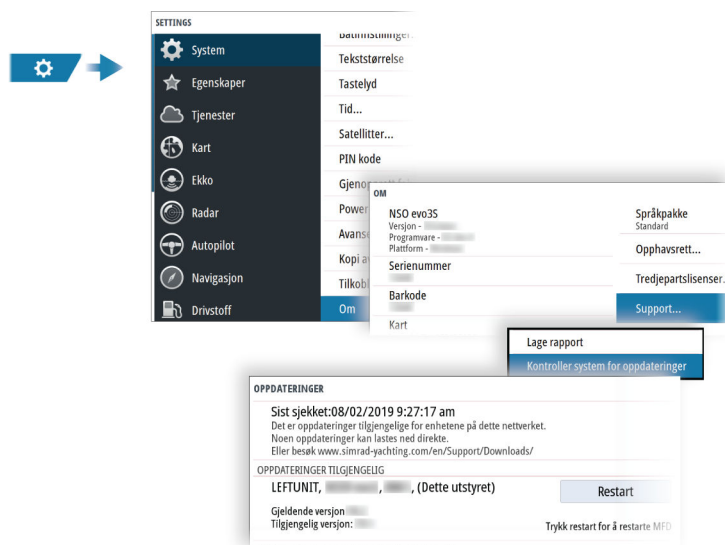 SETTINGS
System
Egenskaper
Tjenester
Kart
Ekko
Radar
Autopilot
Navigasjon
Drivstoff
Båtinnstillinger
Tekststørrelse
Tastelyd
Tid...
Satellitter...
PIN kode
Power
Om
OM
NSO evo3S
Versjon -
Programvare -
Plattform -
Serienummer
Barkode
Kart
Språkpakke
Standard
Opphavsrett...
Tredjepartslisenser.
Support...
Lage rapport
Kontroller system for oppdateringer
OPPDATERINGER
Sist sjekket:08/02/2019 9:27:17 am
Det er oppdateringer tilgjengelige for enhetene på dette nettverket.
Noen oppdateringer kan lastes ned direkte.
Eller besøk www.simrad-yachting.com/en/Support/Downloads/
OPPDATERINGER TILGJENGELIG
LEFTUNIT, , , (Dette utstyret)
Restart
Gjeldende versjon
Tilgjengelig versjon:
Trykk restart for å restarte MFD